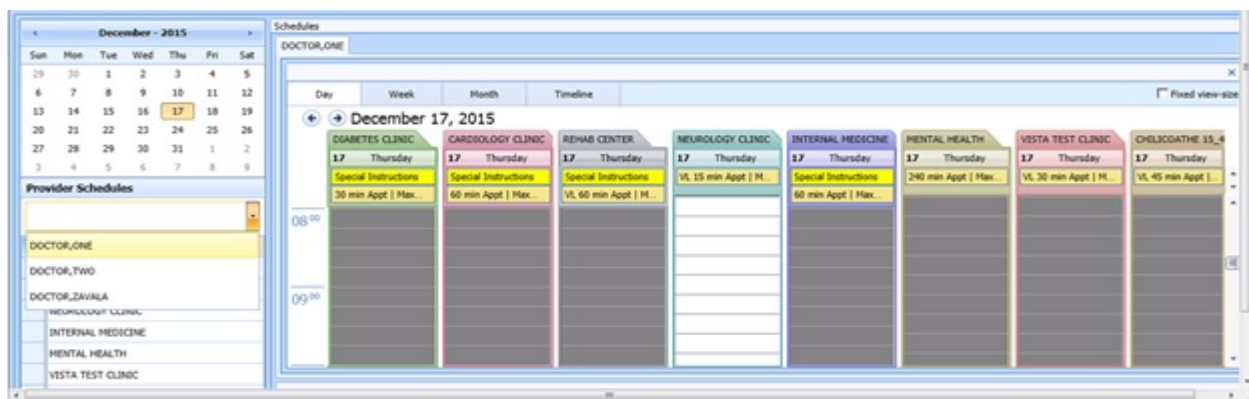 December - 2015
Sun Mon Tue Wed Thu Fri Sat
29 30 1 2 3 4 5
6 7 8 9 10 11 12
13 14 15 16 17 18 19
20 21 22 23 24 25 26
27 28 29 30 31 1 2
3 4 5 6 7 8 9
Provider Schedules
DOCTOR,ONE
DOCTOR,TWO
DOCTOR,ZAVALA
NEUROLOGY CLINIC
INTERNAL MEDICINE
MENTAL HEALTH
VISTA TEST CLINIC
Schedules
DOCTOR,ONE
Day Week Month Timeline Fixed view-size
December 17, 2015
DIABETES CLINIC CARDIOLOGY CLINIC REHAB CENTER NEUROLOGY CLINIC INTERNAL MEDICINE MENTAL HEALTH VISTA TEST CLINIC CHILICOATHE 15_4
17 Thursday 17 Thursday 17 Thursday 17 Thursday 17 Thursday 17 Thursday 17 Thursday 17 Thursday
Special Instructions Special Instructions Special Instructions VL 15 min Appt | M... Special Instructions 240 min Appt | Max... VL 30 min Appt | M... VL 45 min Appt |...
30 min Appt | Max... 60 min Appt | Max... VL 60 min Appt | M... 60 min Appt | Max...
08:00
09:00